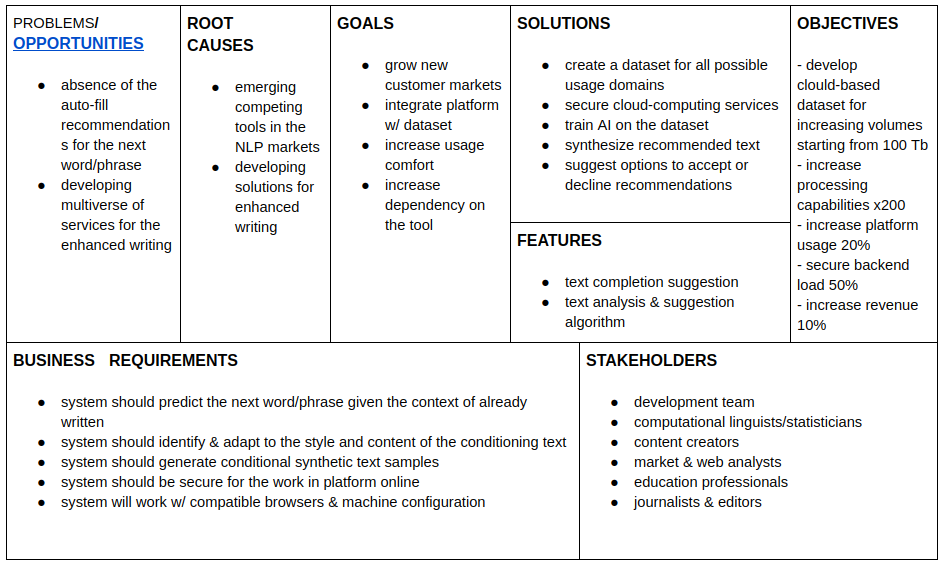 PROBLEMS/
OPPORTUNITIES
● absence of the
auto-fill
recommendation
s for the next
word/phrase
● developing
multiverse of
services for the
enhanced writing
ROOT
CAUSES
● emerging
competing
tools in the
NLP markets
● developing
solutions for
enhanced
writing
GOALS
● grow new
customer markets
● integrate platform
w/ dataset
● increase usage
comfort
● increase
dependency on
the tool
SOLUTIONS
● create a dataset for all possible
usage domains
● secure cloud-computing services
● train AI on the dataset
● synthesize recommended text
● suggest options to accept or
decline recommendations
FEATURES
● text completion suggestion
● text analysis & suggestion
algorithm
OBJECTIVES
- develop
clould-based
dataset for
increasing volumes
starting from 100 Tb
- increase
processing
capabilities x200
- increase platform
usage 20%
- secure backend
load 50%
- increase revenue
10%
BUSINESS REQUIREMENTS
● system should predict the next word/phrase given the context of already
written
● system should identify & adapt to the style and content of the conditioning text
● system should generate conditional synthetic text samples
● system should be secure for the work in platform online
● system will work w/ compatible browsers & machine configuration
STAKEHOLDERS
● development team
● computational linguists/statisticians
● content creators
● market & web analysts
● education professionals
● journalists & editors